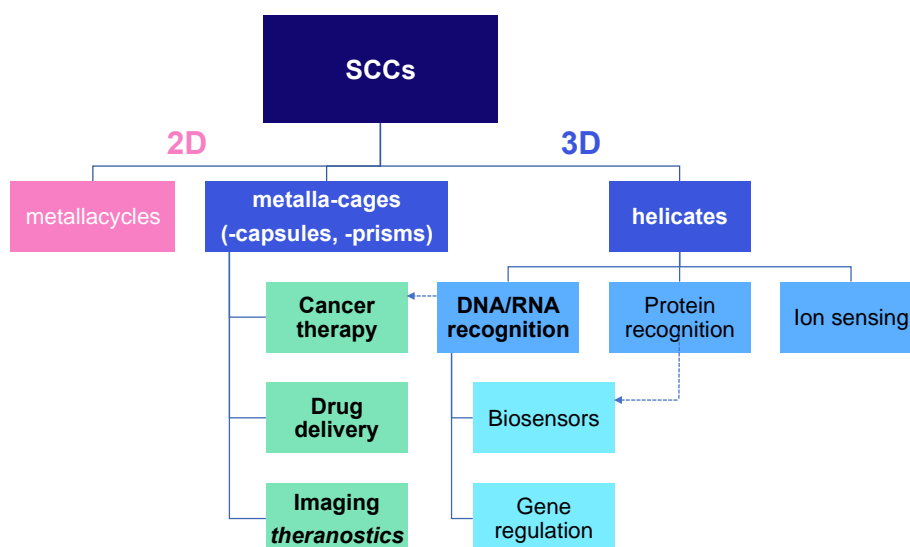 SCCs
2D
3D
metallacycles
metalla-cages
(-capsules, -prisms)
helicates
Cancer
therapy
DNA/RNA
recognition
Protein
recognition
Ion sensing
Drug
delivery
Biosensors
Imaging
theranostics
Gene
regulation